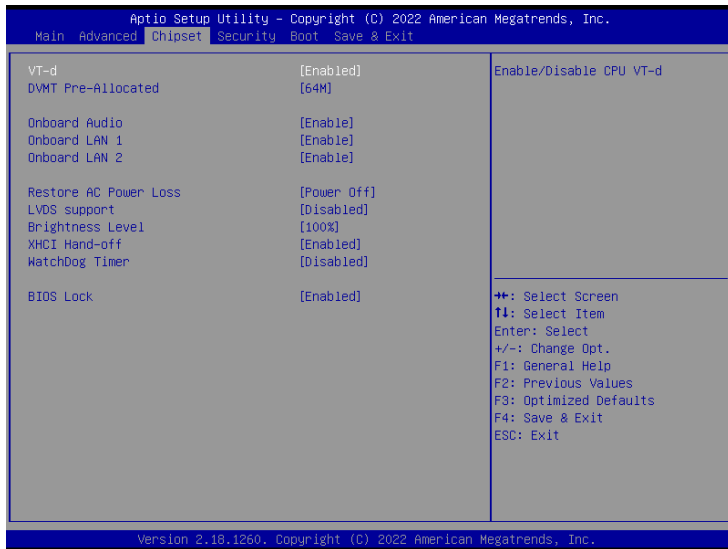 Aptio Setup Utility – Copyright (C) 2022 American Megatrends, Inc.
Main Advanced Chipset Security Boot Save & Exit
VT-d [Enabled]
DVMT Pre-Allocated [64M]
Onboard Audio [Enable]
Onboard LAN 1 [Enable]
Onboard LAN 2 [Enable]
Restore AC Power Loss [Power Off]
LVDS support [Disabled]
Brightness Level [100%]
XHCI Hand-off [Enabled]
WatchDog Timer [Disabled]
BIOS Lock [Enabled]
Enable/Disable CPU VT-d
→←: Select Screen
↑↓: Select Item
Enter: Select
+/-: Change Opt.
F1: General Help
F2: Previous Values
F3: Optimized Defaults
F4: Save & Exit
ESC: Exit
Version 2.18.1260. Copyright (C) 2022 American Megatrends, Inc.